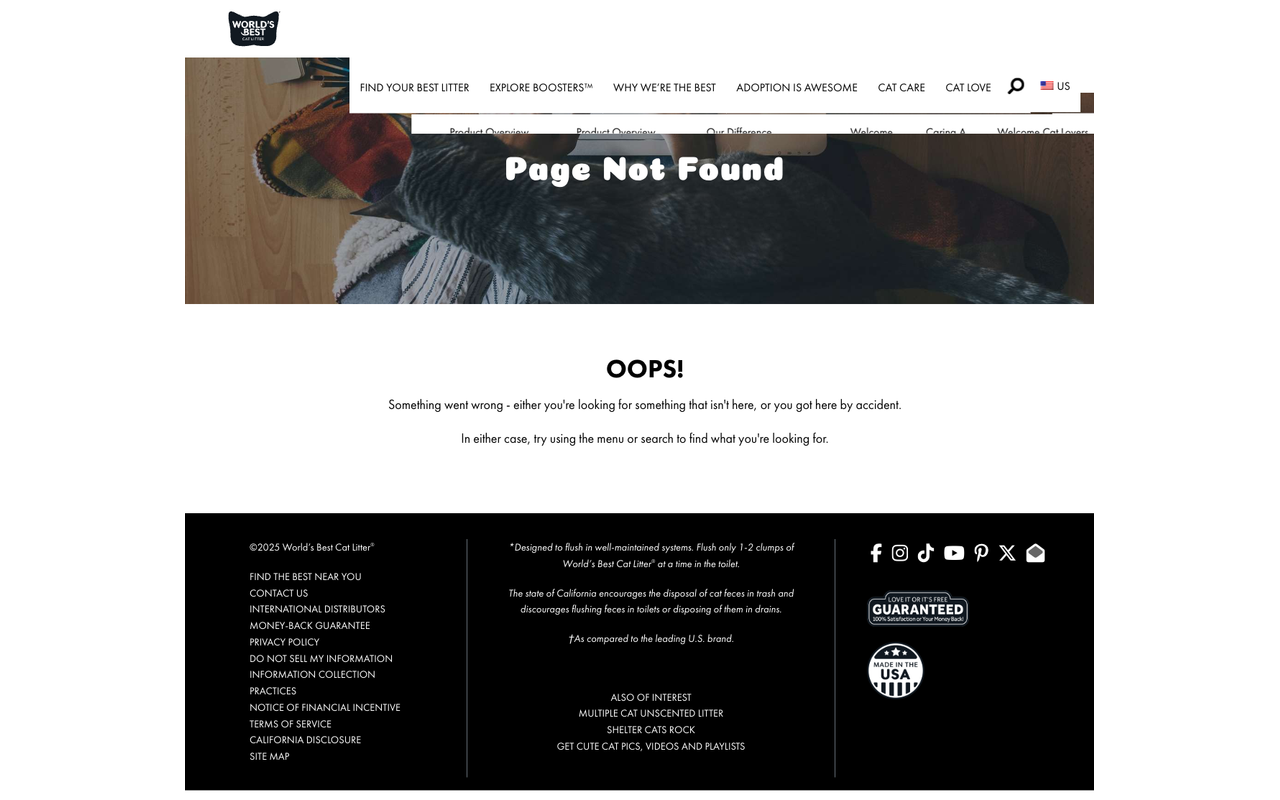 WORLD'S
BEST
CAT LITTER
FIND YOUR BEST LITTER EXPLORE BOOSTERS™ WHY WE'RE THE BEST ADOPTION IS AWESOME CAT CARE CAT LOVE US
Product Overview Product Overview Our Difference Welcome Caring A Welcome Cat Lovers
Page Not Found
OOPS!
Something went wrong - either you're looking for something that isn't here, or you got here by accident.
In either case, try using the menu or search to find what you're looking for.
©2025 World's Best Cat Litter®
FIND THE BEST NEAR YOU
CONTACT US
INTERNATIONAL DISTRIBUTORS
MONEY-BACK GUARANTEE
PRIVACY POLICY
DO NOT SELL MY INFORMATION
INFORMATION COLLECTION
PRACTICES
NOTICE OF FINANCIAL INCENTIVE
TERMS OF SERVICE
CALIFORNIA DISCLOSURE
SITE MAP
*Designed to flush in well-maintained systems. Flush only 1-2 clumps of
World's Best Cat Litter® at a time in the toilet.
The state of California encourages the disposal of cat feces in trash and
discourages flushing feces in toilets or disposing of them in drains.
†As compared to the leading U.S. brand.
ALSO OF INTEREST
MULTIPLE CAT UNSCENTED LITTER
SHELTER CATS ROCK
GET CUTE CAT PICS, VIDEOS AND PLAYLISTS
LOVE IT OR IT'S FREE
GUARANTEED
100% Satisfaction or Your Money Back!
MADE IN THE
USA